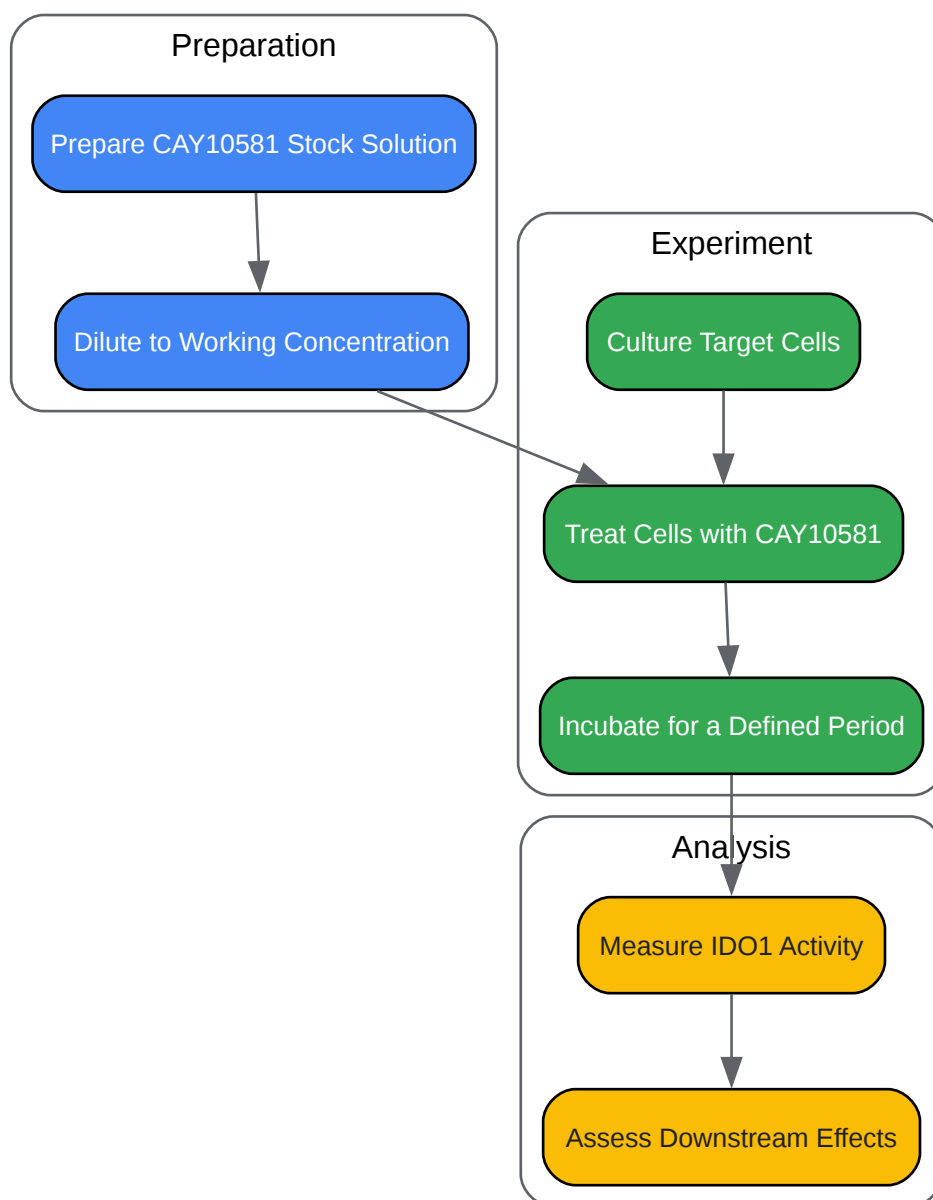 Preparation
Prepare CAY10581 Stock Solution
Dilute to Working Concentration
Experiment
Culture Target Cells
Treat Cells with CAY10581
Incubate for a Defined Period
Analysis
Measure IDO1 Activity
Assess Downstream Effects